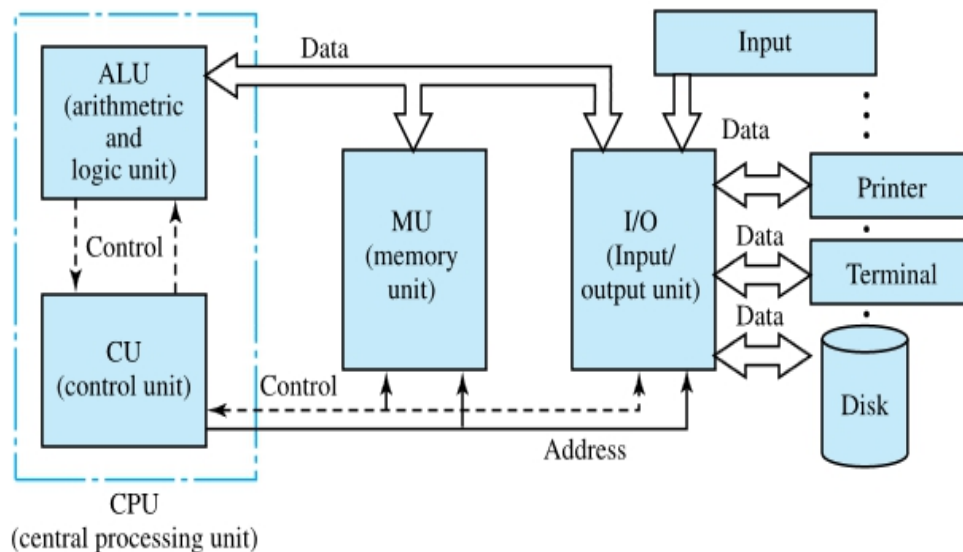 Data
Input
ALU
(arithmetric
and
logic unit)
Data
Control
MU
(memory
unit)
I/O
(Input/
output unit)
Printer
Data
Terminal
CU
(control unit)
Data
Control
Disk
Address
CPU
(central processing unit)